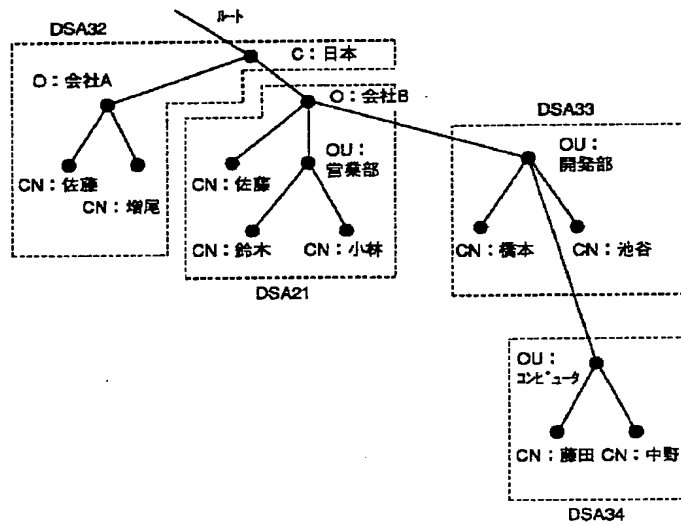 ルート
DSA32
C：日本
O：会社A
O：会社B
DSA33
OU：
開発部
OU：
営業部
CN：佐藤
CN：増尾
CN：佐藤
CN：鈴木
CN：小林
CN：橋本
CN：池谷
DSA21
OU：
コンピュータ
CN：藤田
CN：中野
DSA34